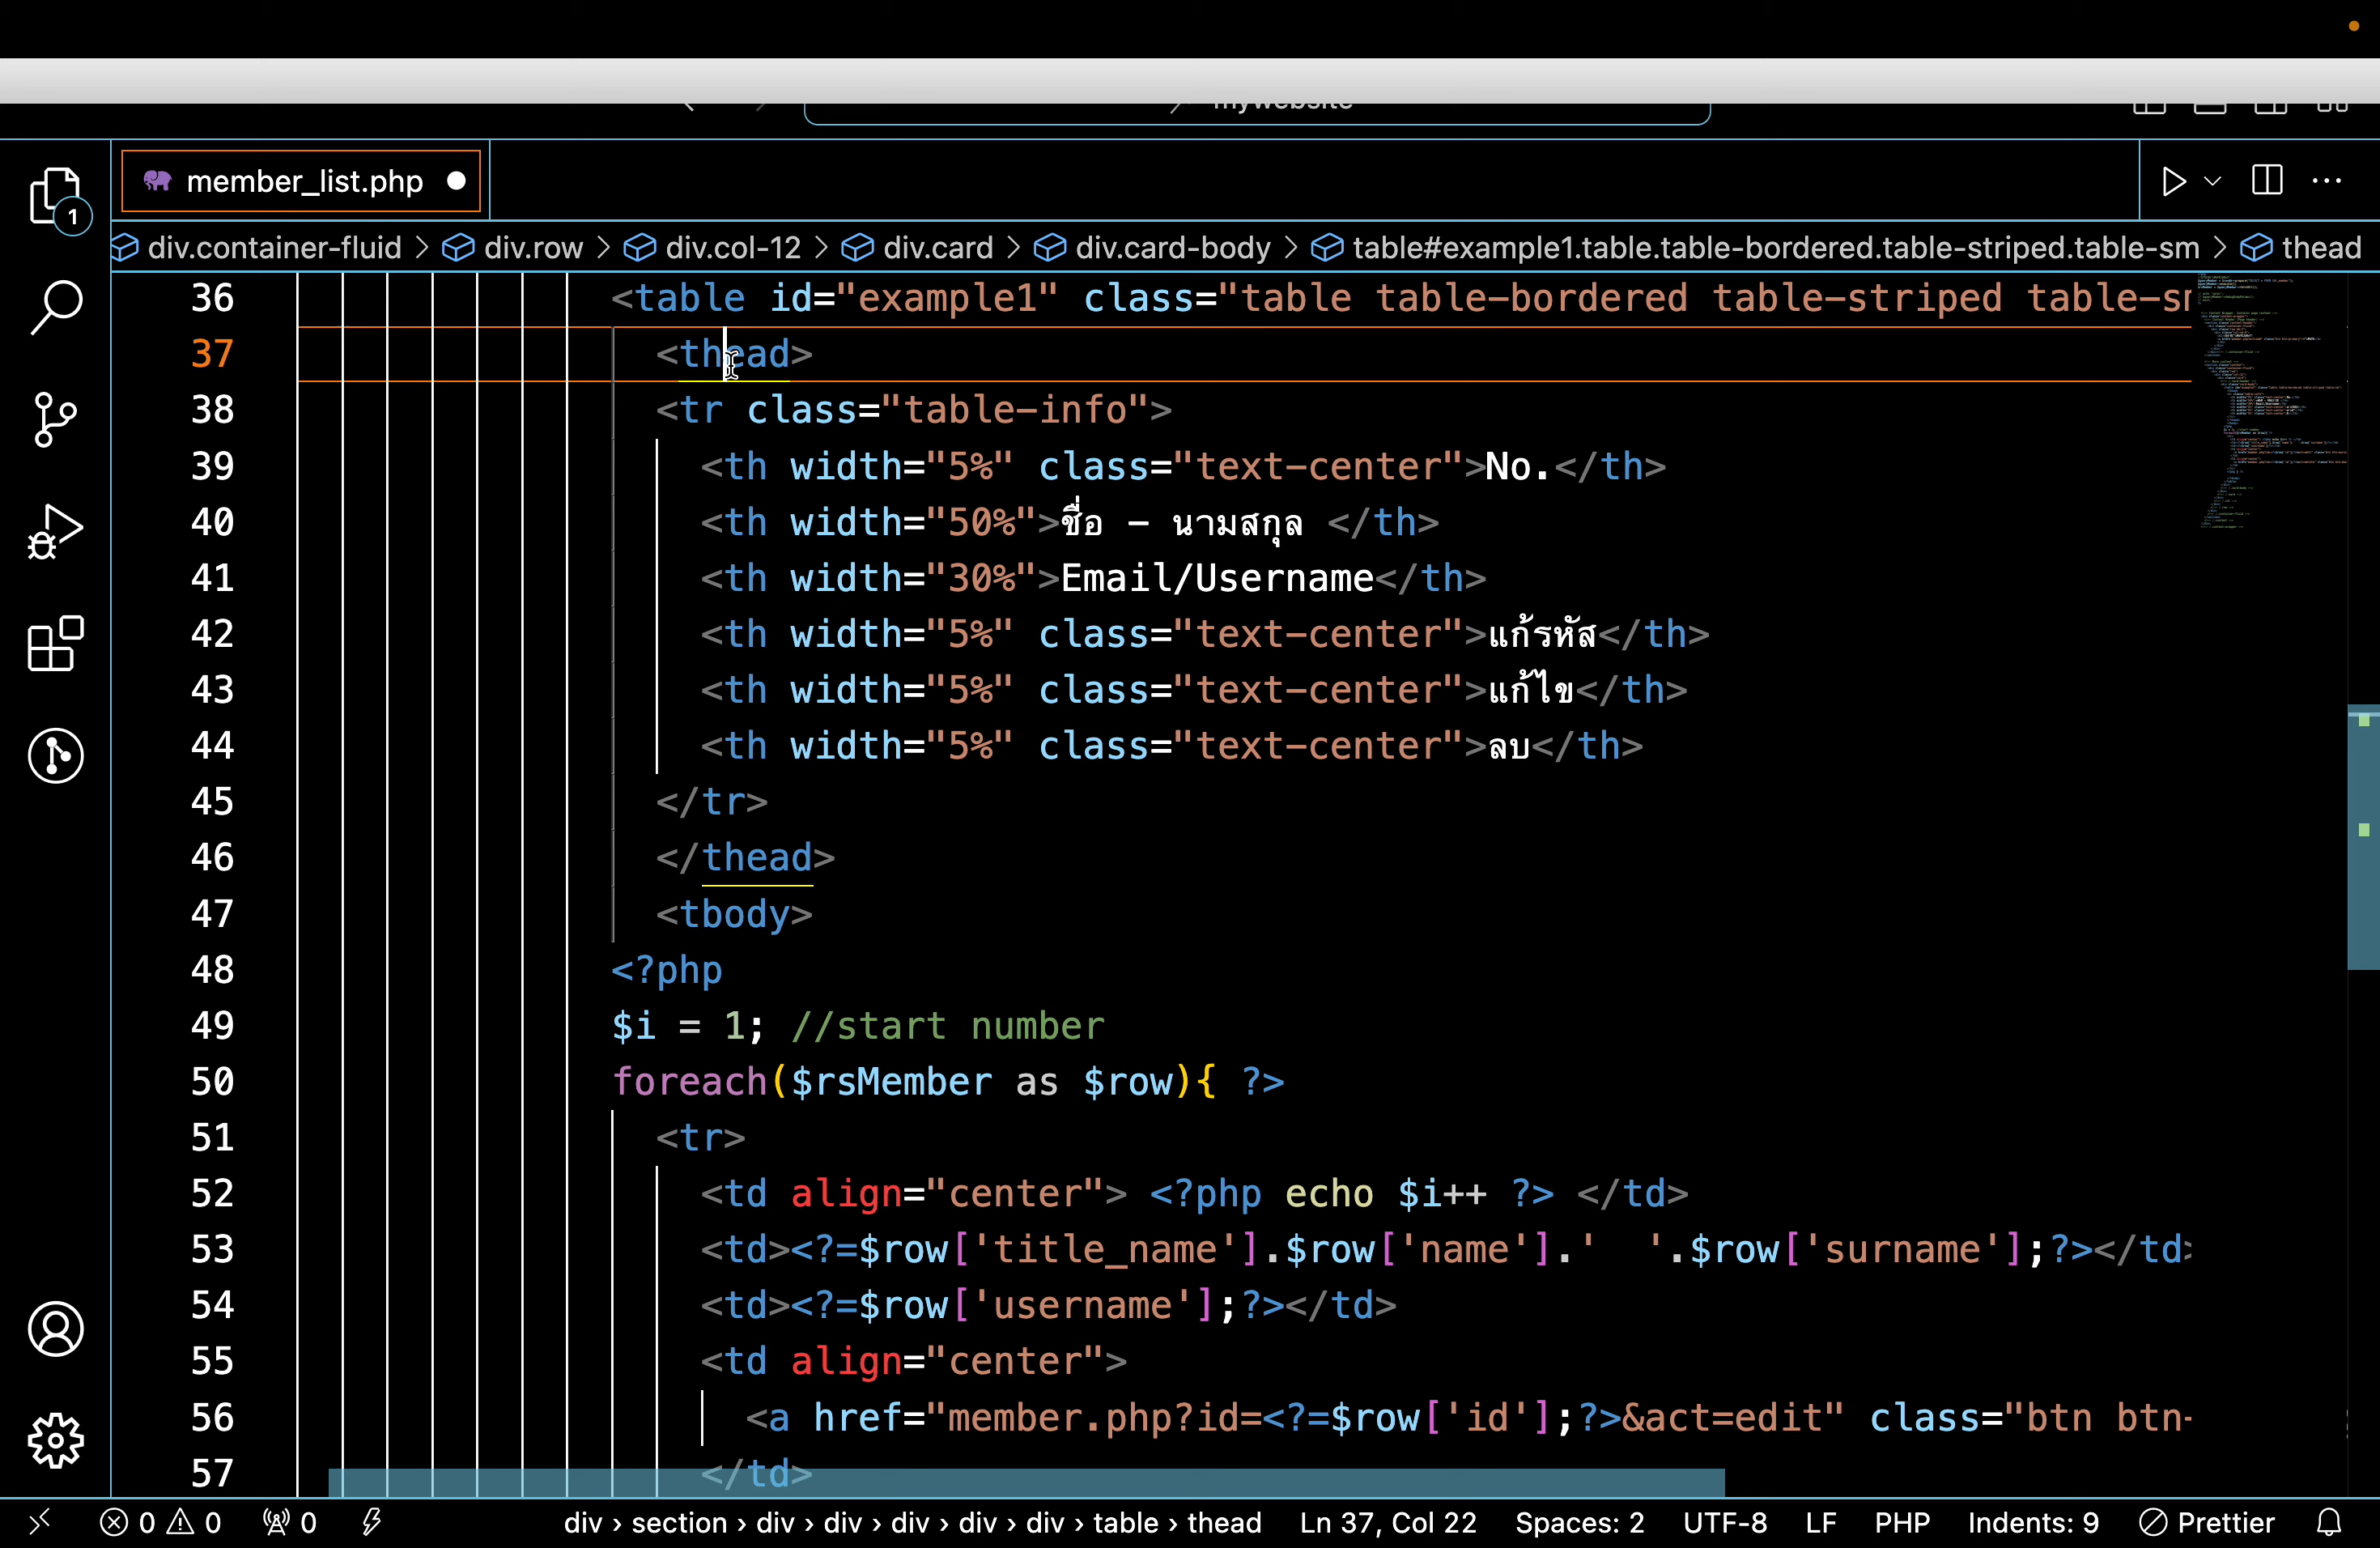 member_list.php
1
div.container-fluid > div.row > div.col-12 > div.card > div.card-body > table#example1.table.table-bordered.table-striped.table-sm > thead
36 <table id="example1" class="table table-bordered table-striped
37 <thead>
38 <tr class="table-info">
39 <th width="5%" class="text-center">No.</th>
40 <th width="50%">ชื่อ - นามสกุล </th>
41 <th width="30%">Email/Username</th>
42 <th width="5%" class="text-center">แก้รหัส</th>
43 <th width="5%" class="text-center">แก้ไข</th>
44 <th width="5%" class="text-center">ลบ</th>
45 </tr>
46 </thead>
47 <tbody>
48 <?php
49 $i = 1; //start number
50 foreach($rsMember as $row){ ?>
51 <tr>
52 <td align="center"> <?php echo $i++ ?> </td>
53 <td><?=$row['title_name'].$row['name'].'  '.$row['surname'];?></td>
54 <td><?=$row['username'];?></td>
55 <td align="center">
56 <a href="member.php?id=<?=$row['id'];?>&act=edit" class="btn btn-
57 </td>
0 0 0 div > section > div > div > div > div > div > table > thead Ln 37, Col 22 Spaces: 2 UTF-8 LF PHP Indents: 9 Prettier